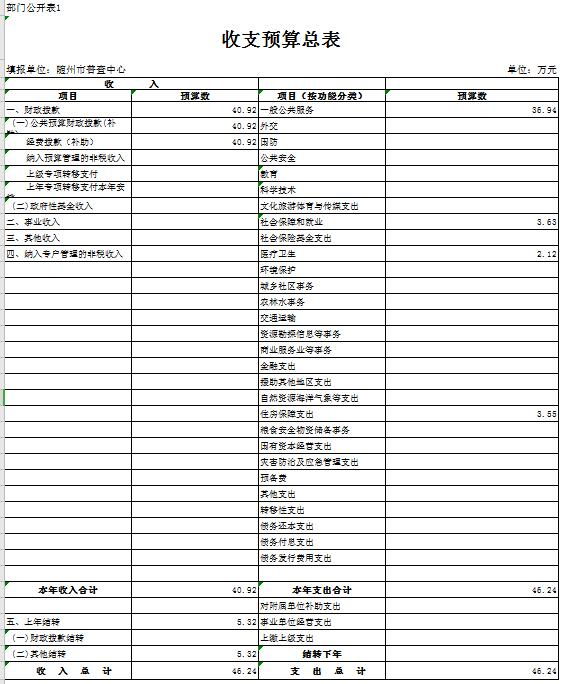 部门公开表1
收支预算总表
填报单位：随州市普查中心 单位：万元
收 入
项目 预算数 项目（按功能分类） 预算数
一、财政拨款 40.92 一般公共服务 36.94
(一)公共预算财政拨款(补 40.92 外交
经费拨款（补助） 40.92 国防
纳入预算管理的非税收入 公共安全
上级专项转移支付 教育
上年专项转移支付本年安 科学技术
(二)政府性基金收入 文化旅游体育与传媒支出
二、事业收入 社会保障和就业 3.63
三、其他收入 社会保险基金支出
四、纳入专户管理的非税收入 医疗卫生 2.12
环境保护
城乡社区事务
农林水事务
交通运输
资源勘探信息等事务
商业服务业等事务
金融支出
援助其他地区支出
自然资源海洋气象等支出
住房保障支出 3.55
粮食安全物资储备事务
国有资本经营支出
灾害防治及应急管理支出
预备费
其他支出
转移性支出
债务还本支出
债务付息支出
债务发行费用支出
本年收入合计 40.92 本年支出合计 46.24
对附属单位补助支出
五、上年结转 5.32 事业单位经营支出
(一)财政拨款结转 上缴上级支出
(二)其他结转 5.32 结转下年
收 入 总 计 46.24 支 出 总 计 46.24